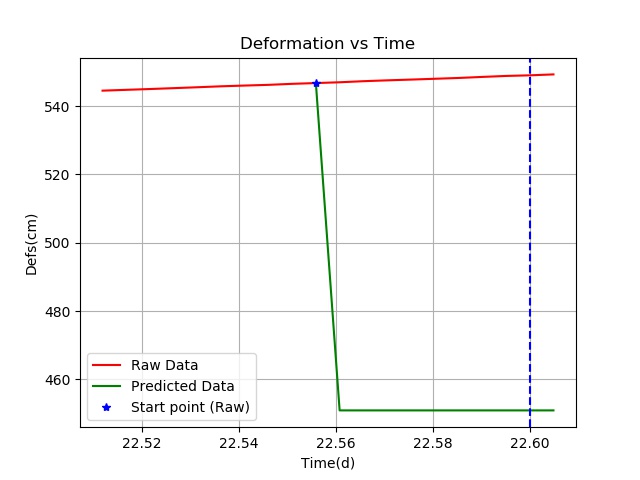 Deformation vs Time
Defs(cm)
540
520
500
480
460
Raw Data
Predicted Data
Start point (Raw)
22.52 22.54 22.56 22.58 22.60
Time(d)